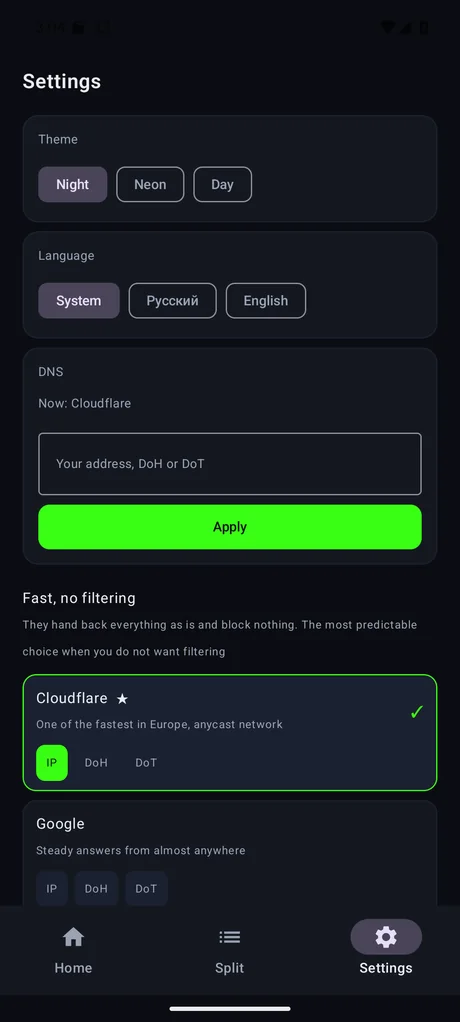 Settings
Theme
Night Neon Day
Language
System Русский English
DNS
Now: Cloudflare
Your address, DoH or DoT
Apply
Fast, no filtering
They hand back everything as is and block nothing. The most predictable
choice when you do not want filtering
Cloudflare ★
✓
One of the fastest in Europe, anycast network
IP DoH DoT
Google
Steady answers from almost anywhere
IP DoH DoT
Home Split Settings